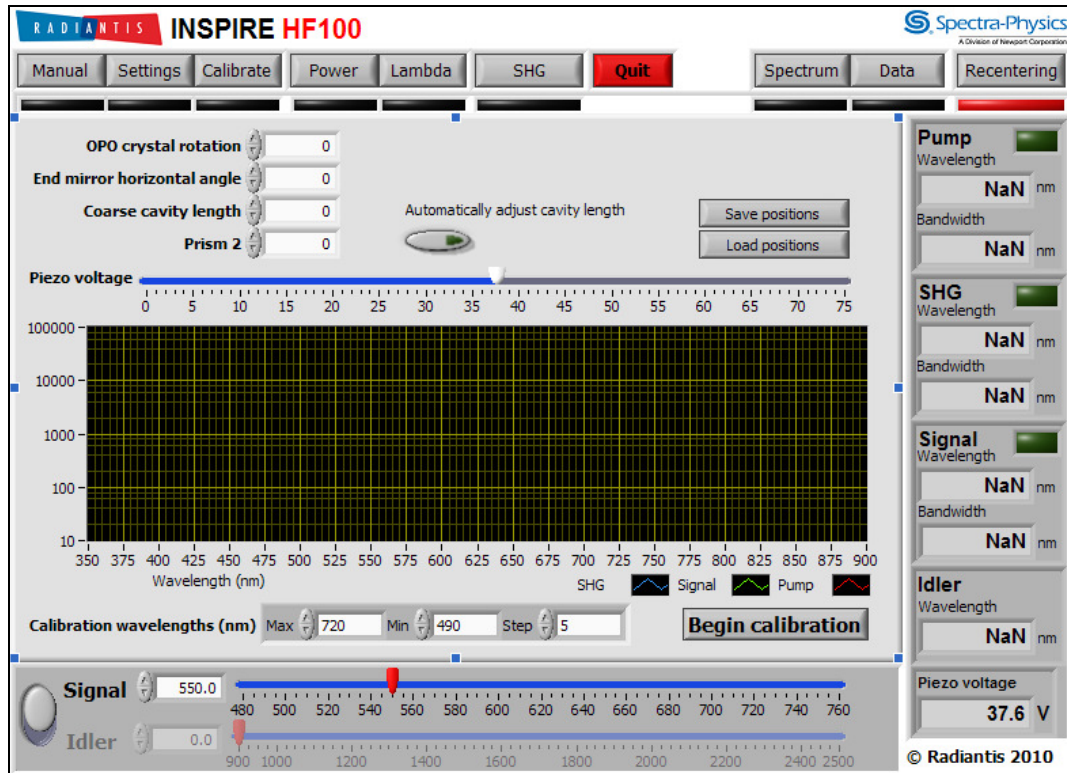 RADIANTIS INSPIRE HF100 Spectra-Physics
A Division of Newport Corporation
Manual Settings Calibrate Power Lambda SHG Quit Spectrum Data Recentering
OPO crystal rotation 0
End mirror horizontal angle 0
Coarse cavity length 0
Prism 2 0
Automatically adjust cavity length
Save positions
Load positions
Piezo voltage
0 5 10 15 20 25 30 35 40 45 50 55 60 65 70 75
100000
10000
1000
100
10
350 375 400 425 450 475 500 525 550 575 600 625 650 675 700 725 750 775 800 825 850 875 900
Wavelength (nm)
SHG Signal Pump
Calibration wavelengths (nm) Max 720 Min 490 Step 5 Begin calibration
Pump
Wavelength
NaN nm
Bandwidth
NaN nm
SHG
Wavelength
NaN nm
Bandwidth
NaN nm
Signal
Wavelength
NaN nm
Bandwidth
NaN nm
Idler
Wavelength
NaN nm
Signal 550.0
480 500 520 540 560 580 600 620 640 660 680 700 720 740 760
Idler 0.0
900 1000 1200 1400 1600 1800 2000 2200 2400 2500
Piezo voltage
37.6 V
© Radiantis 2010